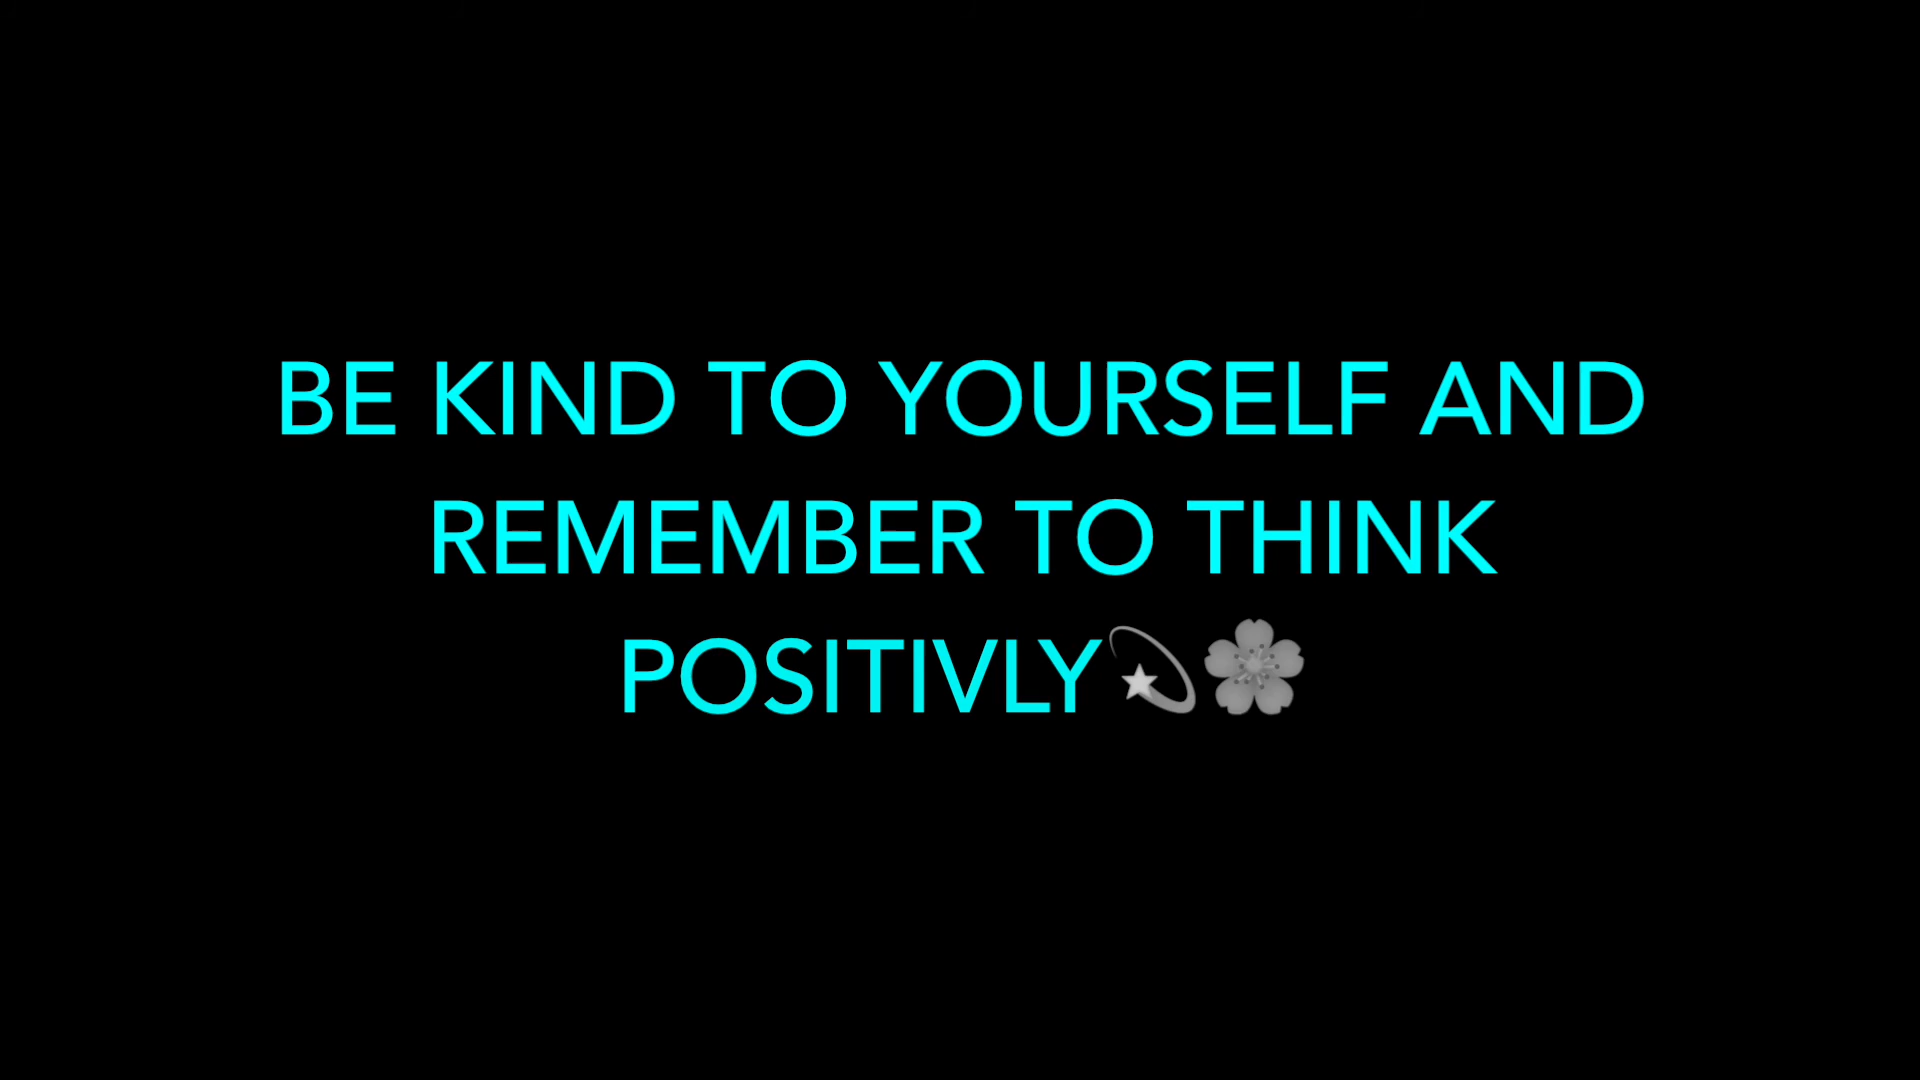 BE KIND TO YOURSELF AND
REMEMBER TO THINK
POSITIVLY💫🌸